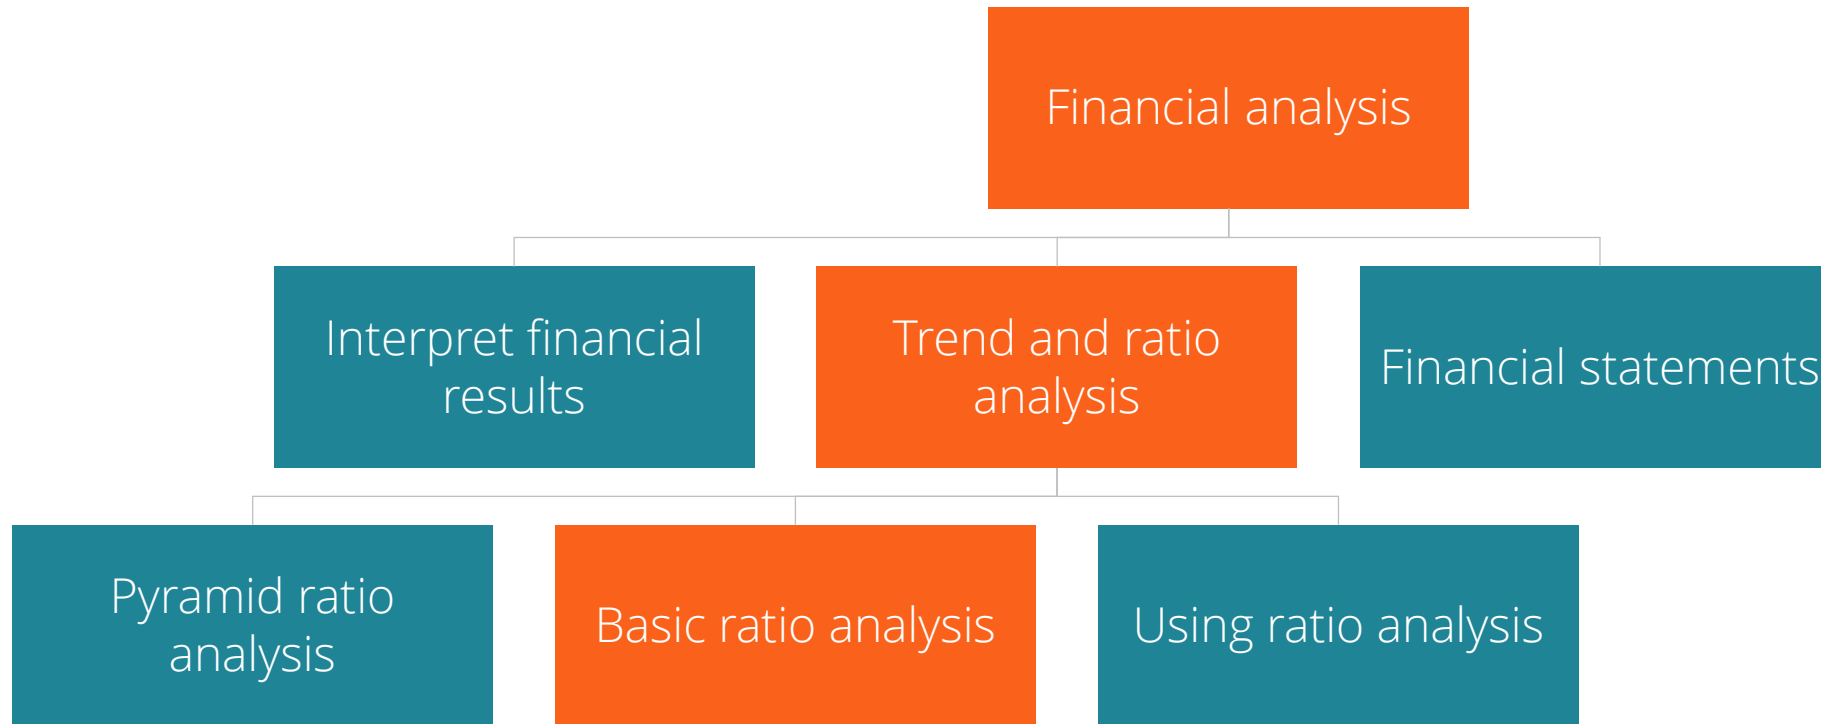 Financial analysis
Interpret financial
results
Trend and ratio
analysis
Financial statements
Pyramid ratio
analysis
Basic ratio analysis
Using ratio analysis